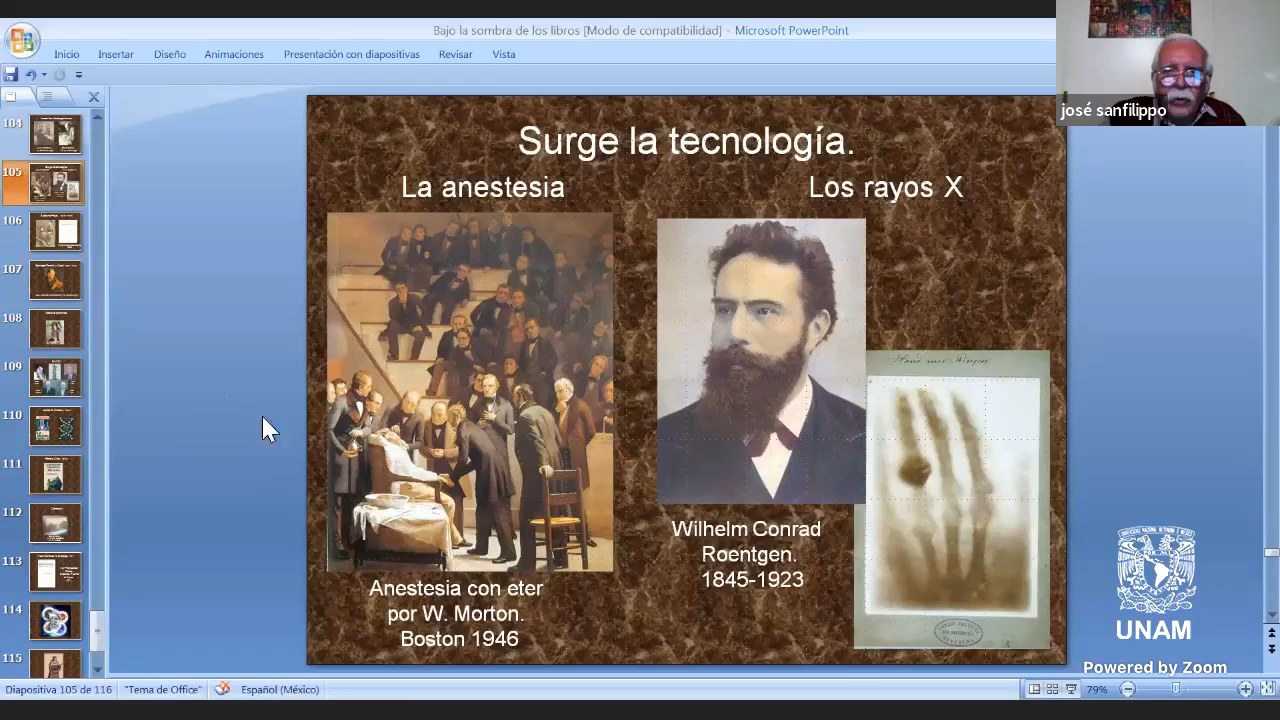 Bajo la sombra de los libros [Modo de compatibilidad] - Microsoft PowerPoint
Inicio Insertar Diseño Animaciones Presentación con diapositivas Revisar Vista
josé sanfilippo
104
105
106
107
108
109
110
111
112
113
114
115
Surge la tecnología.
La anestesia
Los rayos X
Anestesia con eter
por W. Morton.
Boston 1946
Wilhelm Conrad
Roentgen.
1845-1923
UNAM
Powered by Zoom
Diapositiva 105 de 116 "Tema de Office" Español (México) 79%